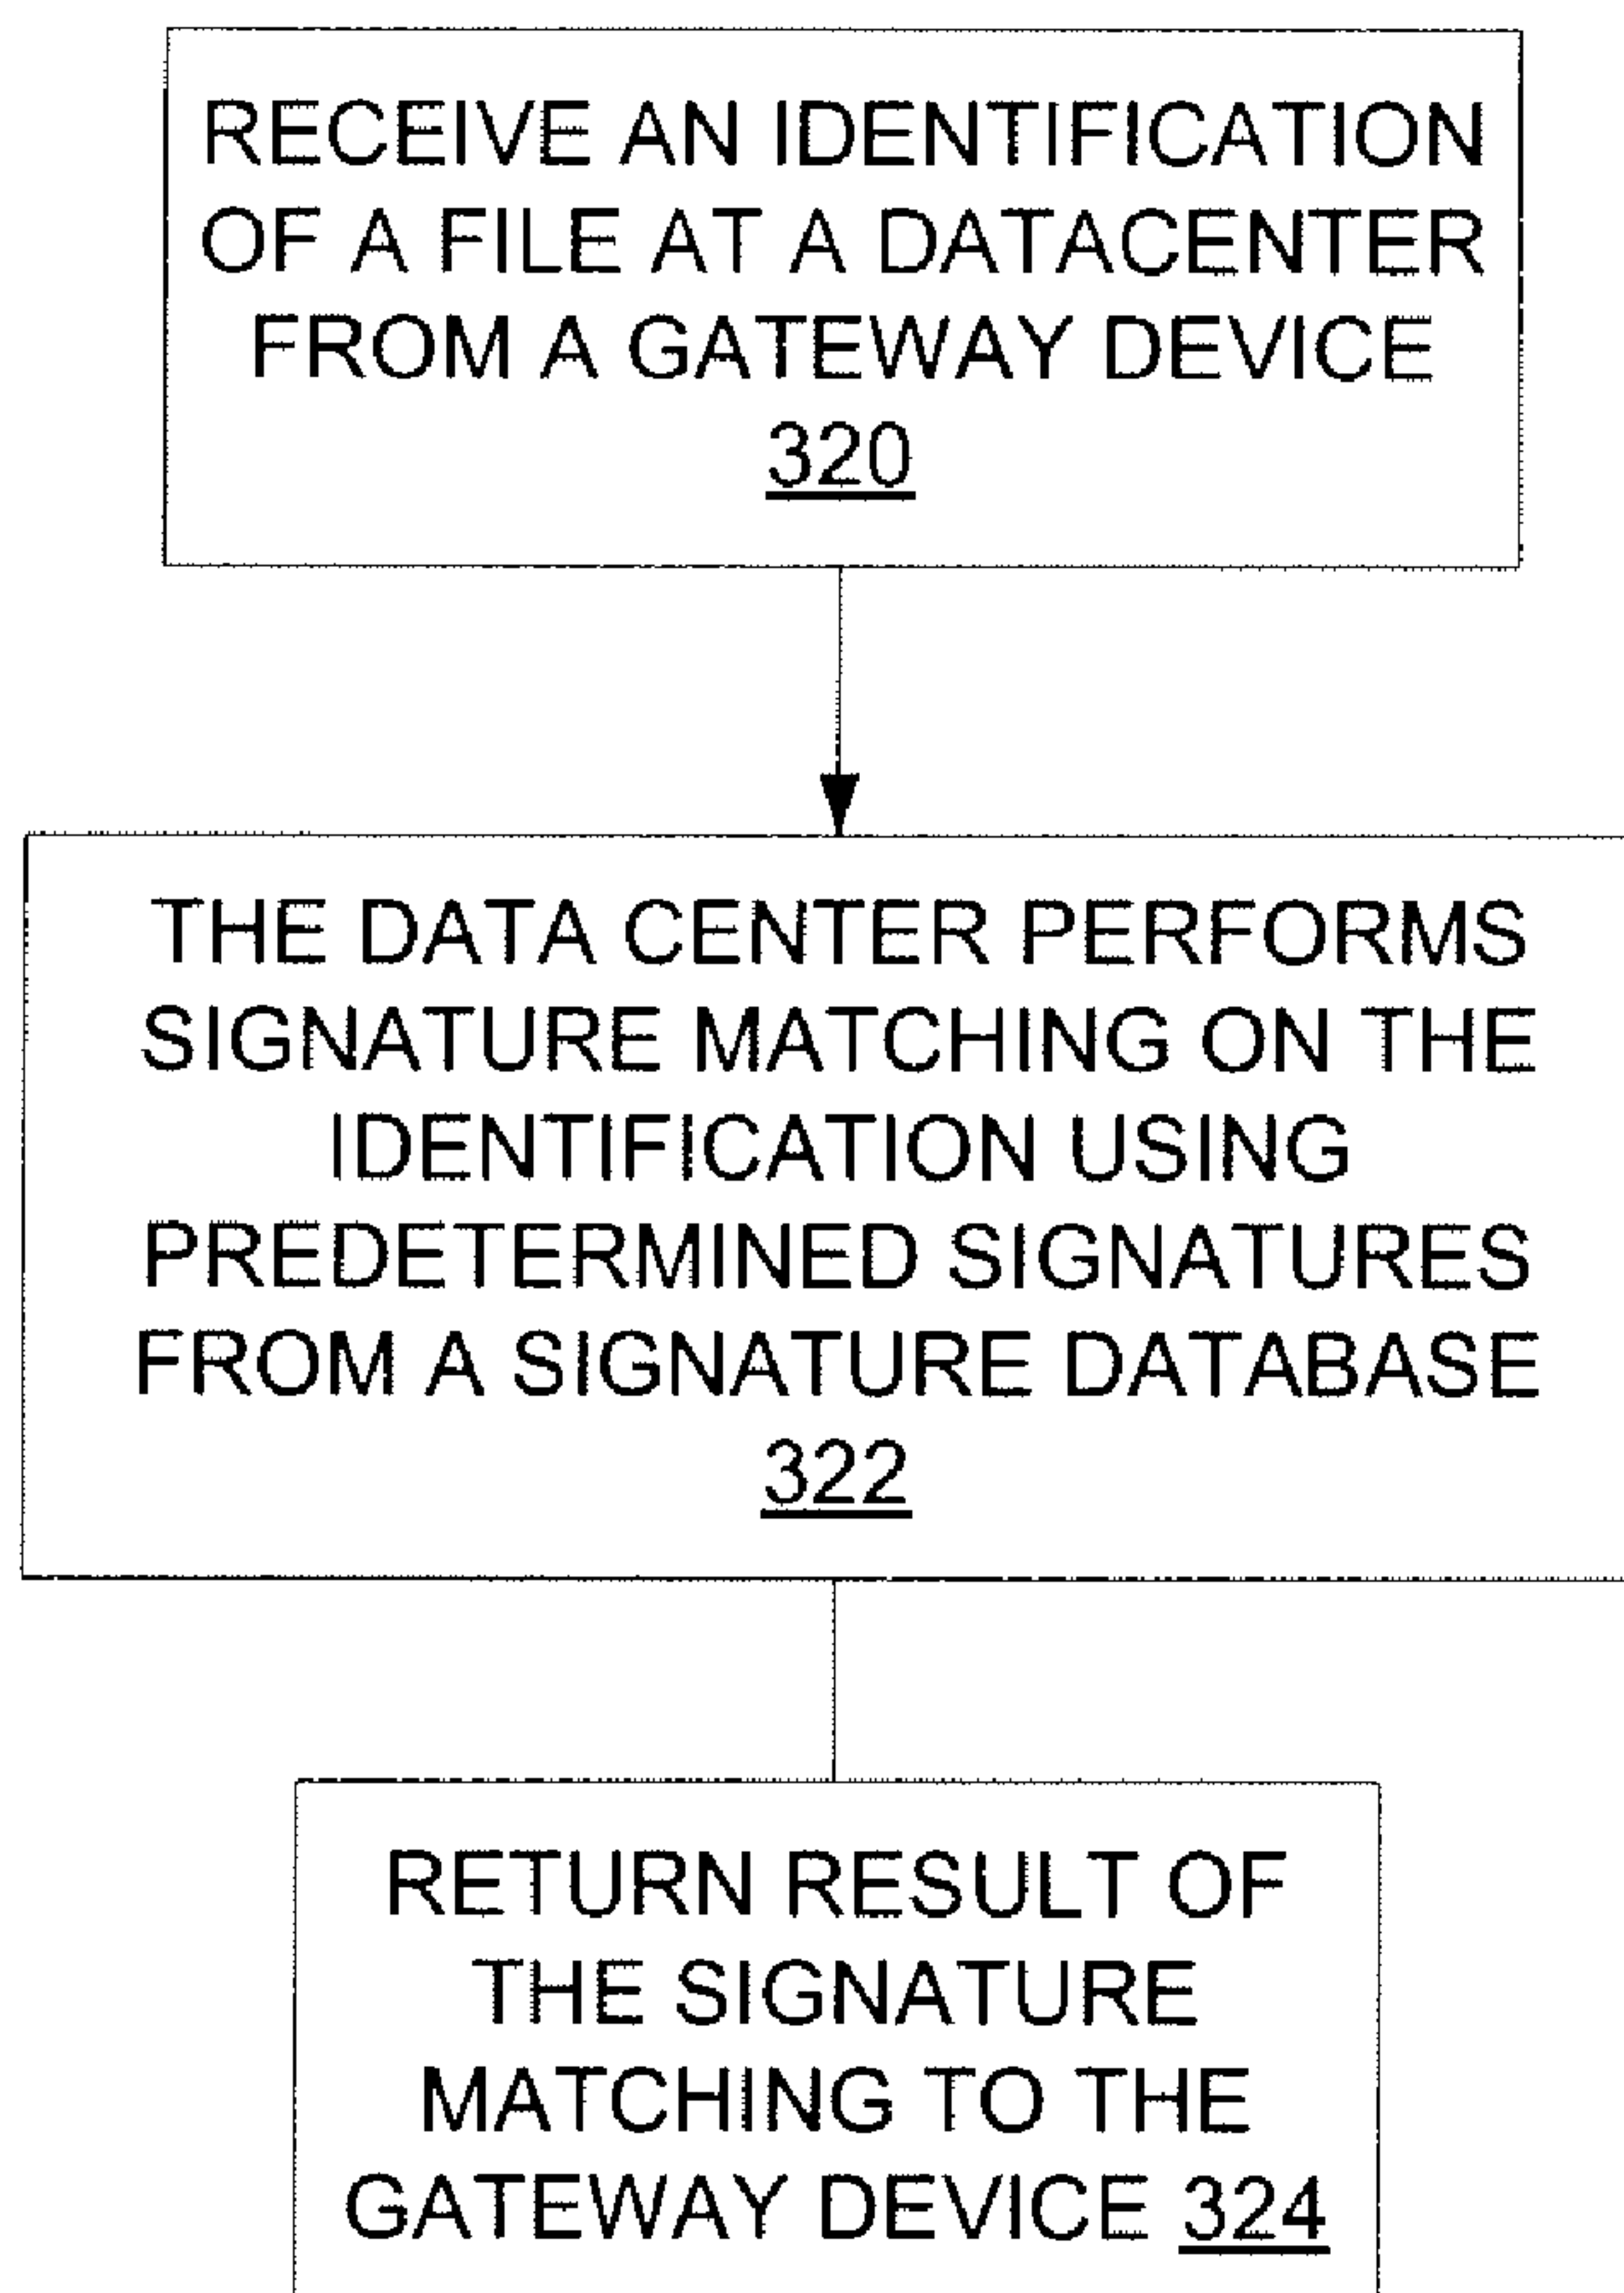 RECEIVE AN IDENTIFICATION
OF A FILE AT A DATACENTER
FROM A GATEWAY DEVICE
320
THE DATA CENTER PERFORMS
SIGNATURE MATCHING ON THE
IDENTIFICATION USING
PREDETERMINED SIGNATURES
FROM A SIGNATURE DATABASE
322
RETURN RESULT OF
THE SIGNATURE
MATCHING TO THE
GATEWAY DEVICE 324